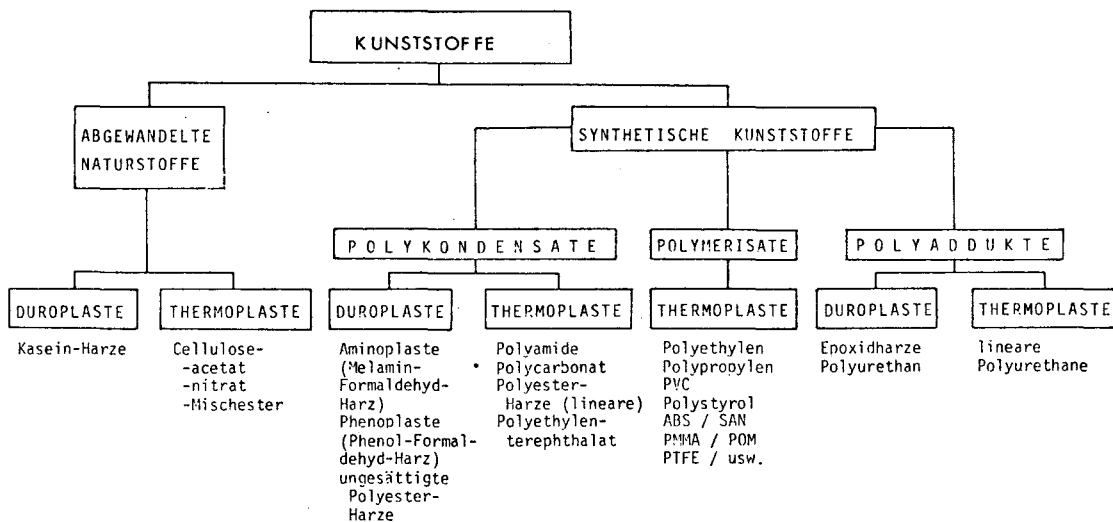 KUNSTSTOFFE
ABGEWANDELTE
NATURSTOFFE
SYNTHETISCHE KUNSTSTOFFE
POLYKONDENSATE
POLYMERISATE
POLYADDUKTE
DUROPLASTE
THERMOPLASTE
DUROPLASTE
THERMOPLASTE
THERMOPLASTE
DUROPLASTE
THERMOPLASTE
Kasein-Harze
Cellulose-
-acetat
-nitrat
-Mischester
Aminoplaste
(Melamin-
Formaldehyd-
Harz)
Phenoplaste
(Phenol-Formal-
dehyd-Harz)
ungesättigte
Polyester-
Harze
Polyamide
Polycarbonat
Polyester-
Harze (lineare)
Polyethylen-
terephthalat
Polyethylen
Polypropylen
PVC
Polystyrol
ABS / SAN
PMMA / POM
PTFE / usw.
Epoxidharze
Polyurethan
lineare
Polyurethane